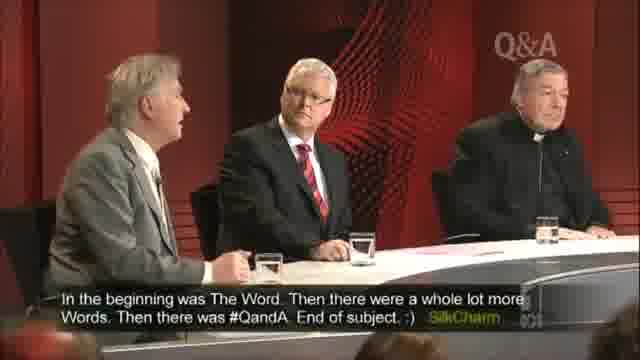 Q&A
In the beginning was The Word. Then there were a whole lot more
Words. Then there was #QandA. End of subject. :) SilkCharm